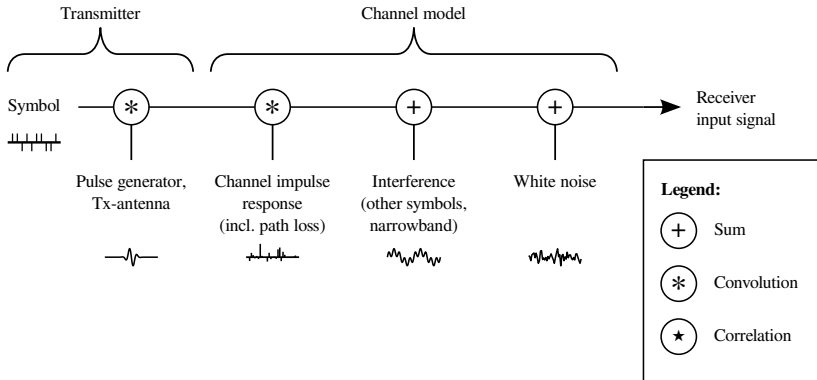 Transmitter
Channel model
Symbol
*
*
+
+
Receiver
input signal
Pulse generator,
Tx-antenna
Channel impulse
response
(incl. path loss)
Interference
(other symbols,
narrowband)
White noise
Legend:
+ Sum
* Convolution
★ Correlation